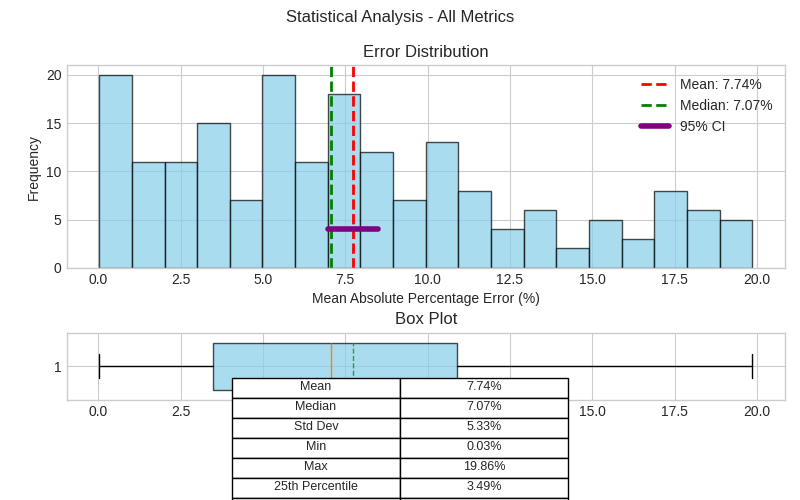 Statistical Analysis - All Metrics
Error Distribution
Mean: 7.74%
Median: 7.07%
95% CI
Frequency
20
15
10
5
0
0.0 2.5 5.0 7.5 10.0 12.5 15.0 17.5 20.0
Mean Absolute Percentage Error (%)
Box Plot
1
0.0 2.5 15.0 17.5 20.0
Mean 7.74%
Median 7.07%
Std Dev 5.33%
Min 0.03%
Max 19.86%
25th Percentile 3.49%